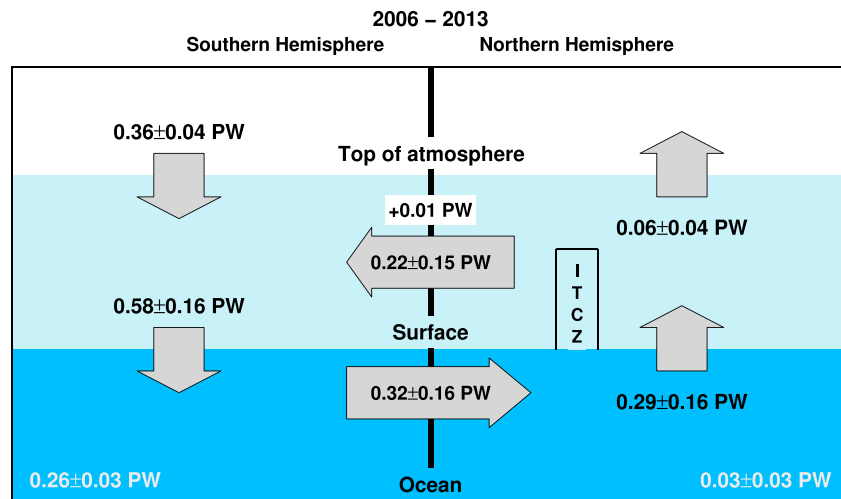 2006 – 2013
Southern Hemisphere
Northern Hemisphere
0.36±0.04 PW
Top of atmosphere
+0.01 PW
0.06±0.04 PW
0.22±0.15 PW
I
T
C
Z
0.58±0.16 PW
Surface
0.32±0.16 PW
0.29±0.16 PW
0.26±0.03 PW
Ocean
0.03±0.03 PW